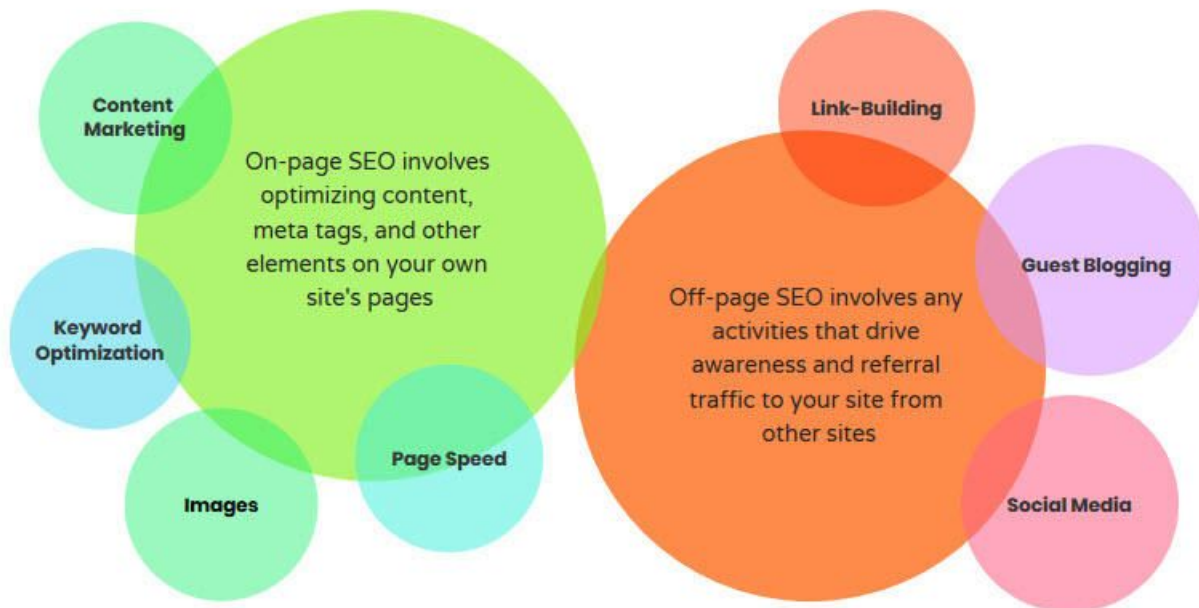 Content
Marketing
On-page SEO involves
optimizing content,
meta tags, and other
elements on your own
site's pages
Keyword
Optimization
Images
Page Speed
Link-Building
Guest Blogging
Off-page SEO involves any
activities that drive
awareness and referral
traffic to your site from
other sites
Social Media